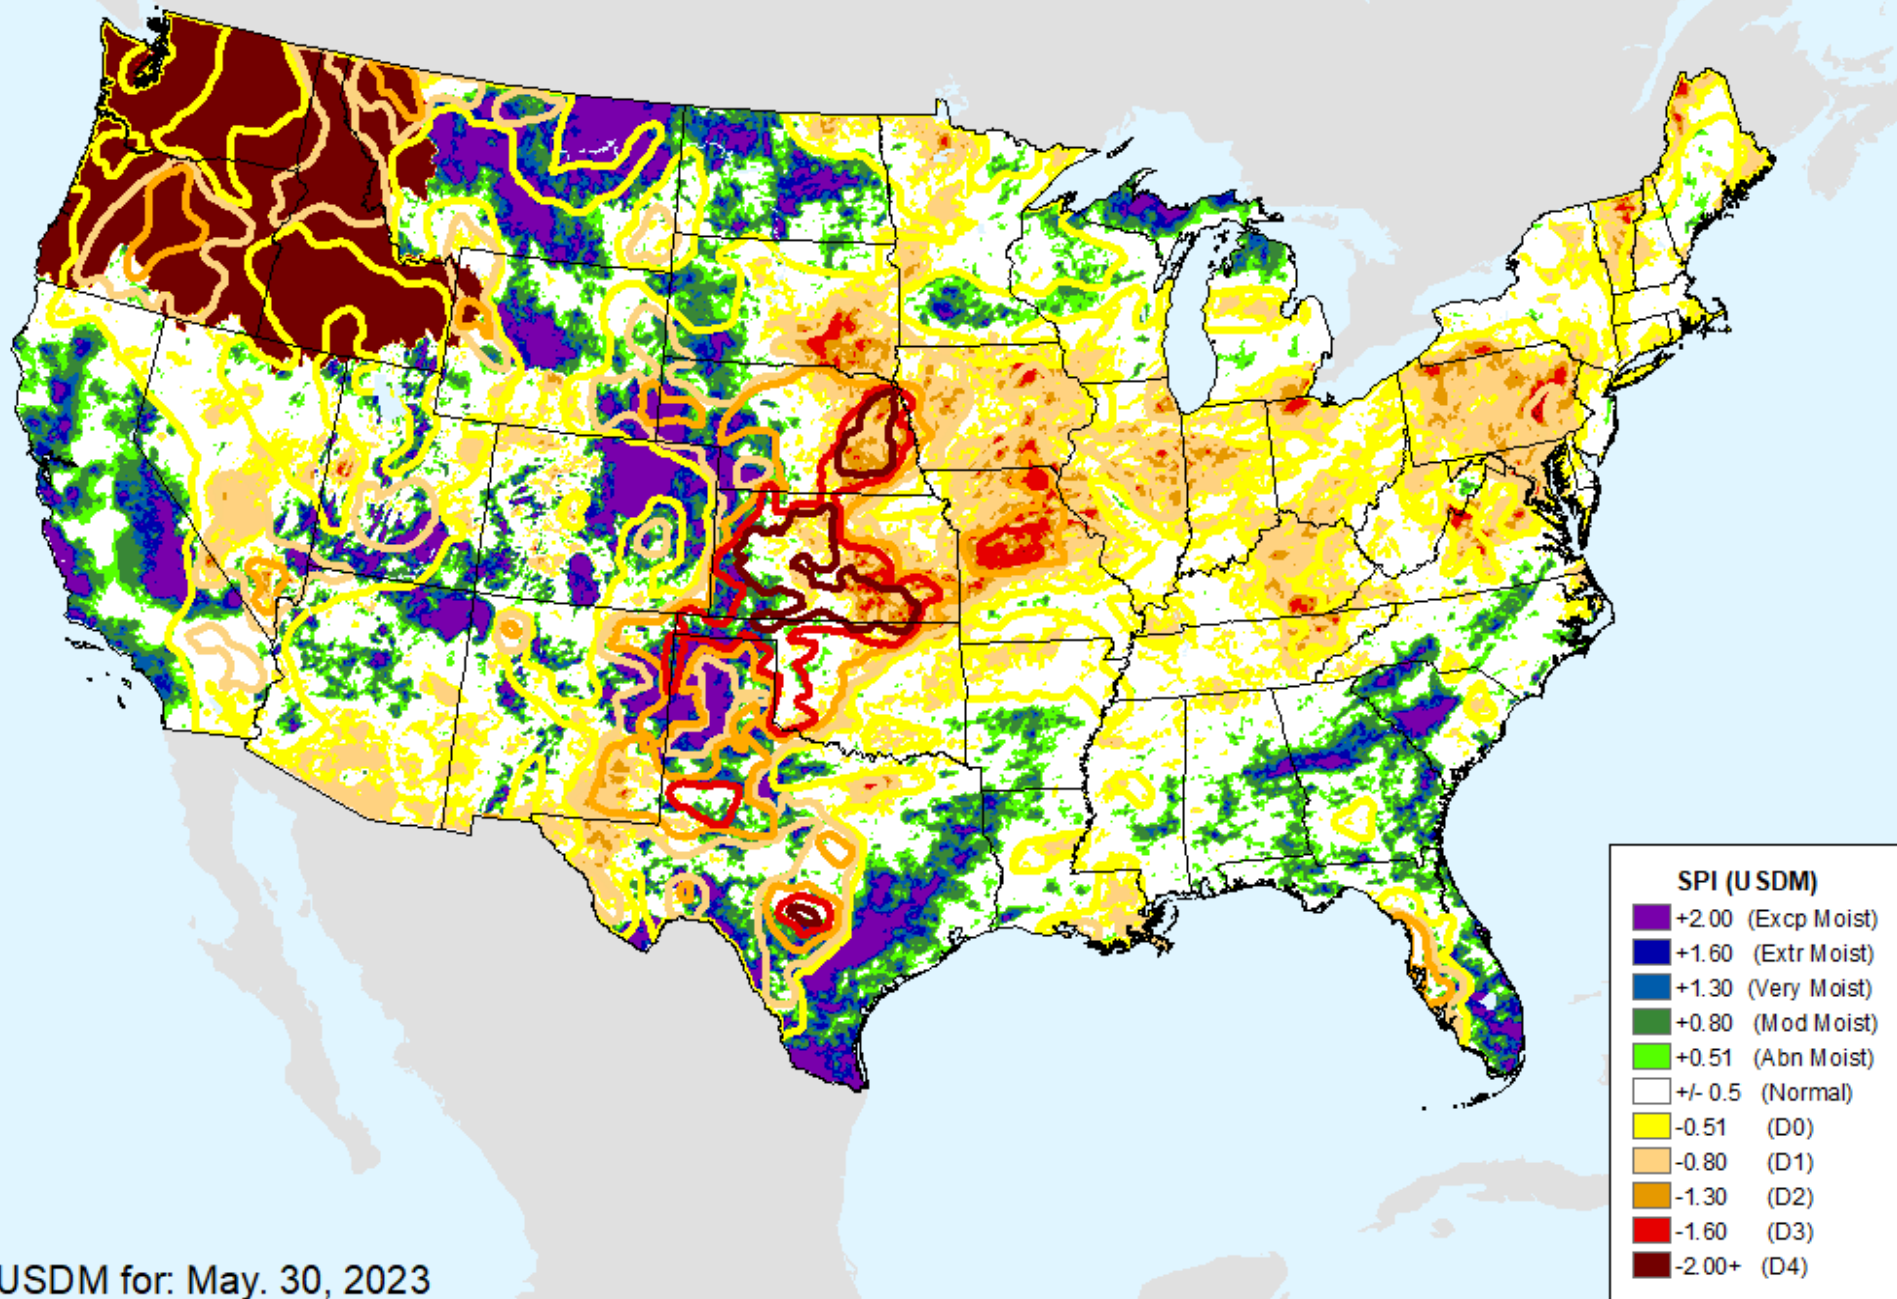 SPI (USDM)
+2.00 (Excp Moist)
+1.60 (Extr Moist)
+1.30 (Very Moist)
+0.80 (Mod Moist)
+0.51 (Abn Moist)
+/- 0.5 (Normal)
-0.51 (D0)
-0.80 (D1)
-1.30 (D2)
-1.60 (D3)
-2.00+ (D4)
USDM for: May. 30, 2023